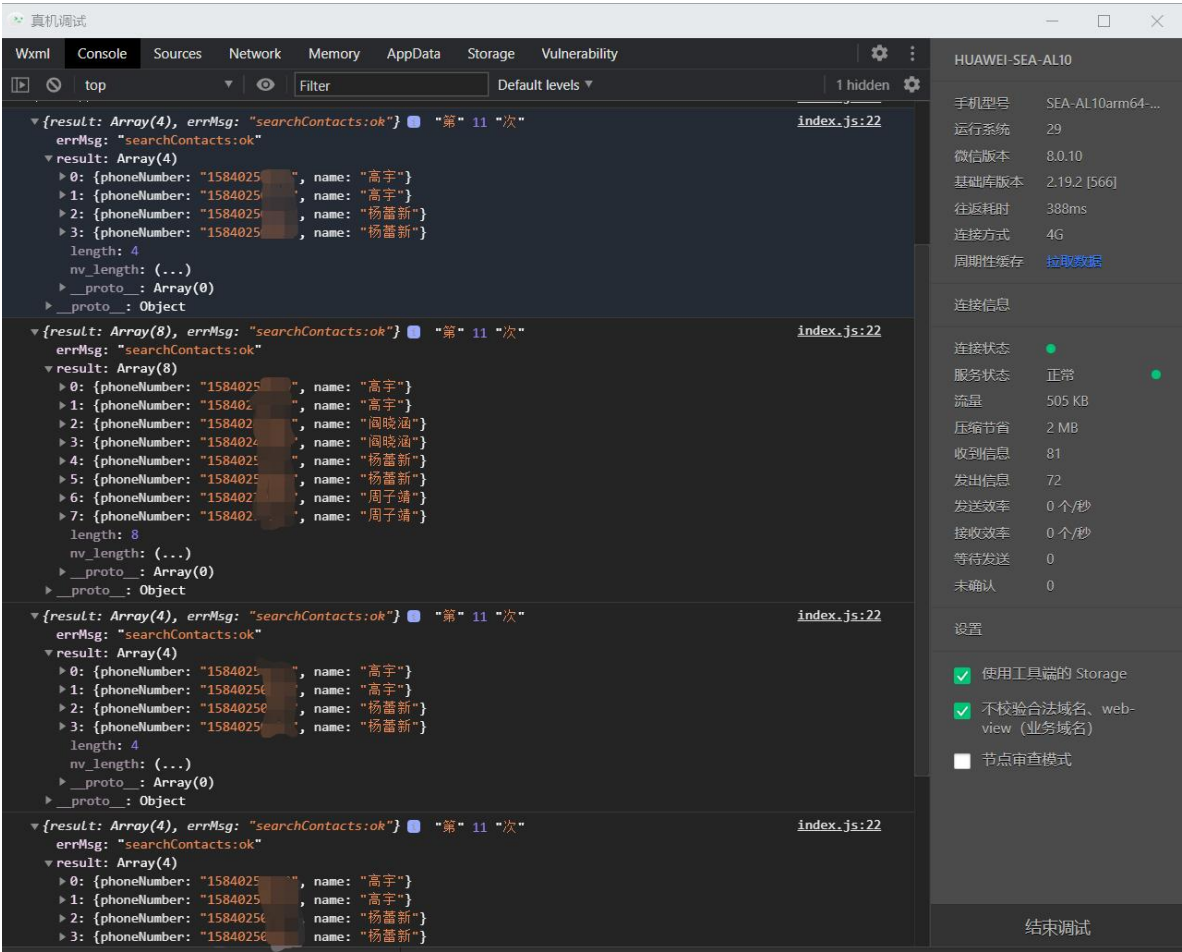 真机调试
Wxml Console Sources Network Memory AppData Storage Vulnerability
top Filter Default levels ▼ 1 hidden
{result: Array(4), errMsg: "searchContacts:ok"} "第" 11 "次" index.js:22
errMsg: "searchContacts:ok"
result: Array(4)
0: {phoneNumber: "1584025 ", name: "高宇"}
1: {phoneNumber: "1584025 ", name: "高宇"}
2: {phoneNumber: "1584025 , name: "杨蕾新"}
3: {phoneNumber: "1584025 , name: "杨蕾新"}
length: 4
nv_length: (...)
__proto__: Array(0)
__proto__: Object
{result: Array(8), errMsg: "searchContacts:ok"} "第" 11 "次" index.js:22
errMsg: "searchContacts:ok"
result: Array(8)
0: {phoneNumber: "1584025 ", name: "高宇"}
1: {phoneNumber: "158402 ", name: "高宇"}
2: {phoneNumber: "158402 ", name: "阎晓涵"}
3: {phoneNumber: "1584024 ", name: "阎晓涵"}
4: {phoneNumber: "1584025 ", name: "杨蕾新"}
5: {phoneNumber: "1584025 ", name: "杨蕾新"}
6: {phoneNumber: "1584027 ", name: "周子靖"}
7: {phoneNumber: "158402 ", name: "周子靖"}
length: 8
nv_length: (...)
__proto__: Array(0)
__proto__: Object
{result: Array(4), errMsg: "searchContacts:ok"} "第" 11 "次" index.js:22
errMsg: "searchContacts:ok"
result: Array(4)
0: {phoneNumber: "1584025 ", name: "高宇"}
1: {phoneNumber: "15840250 ", name: "高宇"}
2: {phoneNumber: "15840250 ", name: "杨蕾新"}
3: {phoneNumber: "1584025 ", name: "杨蕾新"}
length: 4
nv_length: (...)
__proto__: Array(0)
__proto__: Object
{result: Array(4), errMsg: "searchContacts:ok"} "第" 11 "次" index.js:22
errMsg: "searchContacts:ok"
result: Array(4)
0: {phoneNumber: "1584025 ", name: "高宇"}
1: {phoneNumber: "1584025 ", name: "高宇"}
2: {phoneNumber: "1584025 name: "杨蕾新"}
3: {phoneNumber: "1584025 name: "杨蕾新"}
HUAWEI-SEA-AL10
手机型号 SEA-AL10arm64-...
运行系统 29
微信版本 8.0.10
基础库版本 2.19.2 [566]
往返耗时 388ms
连接方式 4G
周期性缓存 拉取数据
连接信息
连接状态
服务状态 正常
流量 505 KB
压缩节省 2 MB
收到信息 81
发出信息 72
发送效率 0 个/秒
接收效率 0 个/秒
等待发送 0
未确认 0
设置
使用工具端的 Storage
不校验合法域名、web-
view（业务域名）
节点审查模式
结束调试